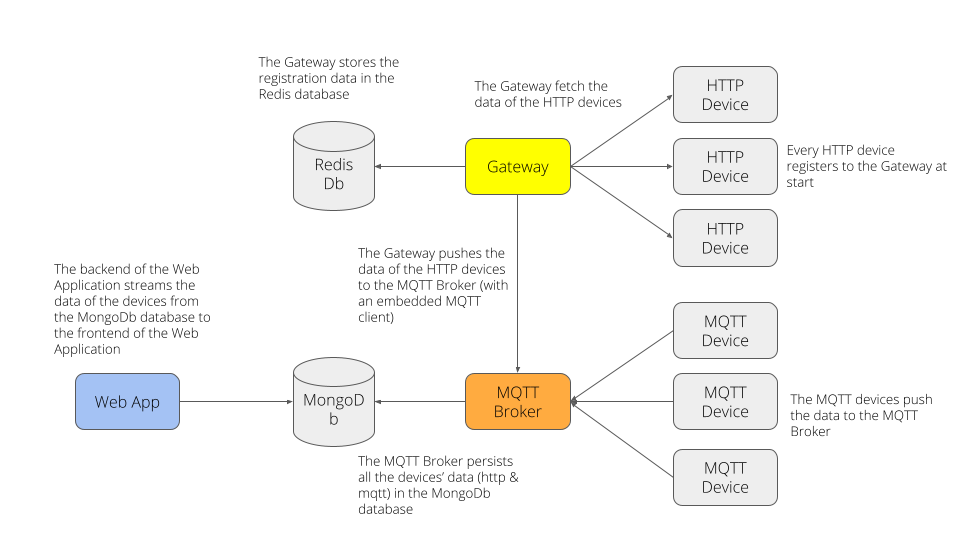 The Gateway stores the
registration data in the
Redis database
The Gateway fetch the
data of the HTTP devices
HTTP
Device
Redis
Db
Gateway
HTTP
Device
Every HTTP device
registers to the Gateway at
start
HTTP
Device
The Gateway pushes the
data of the HTTP devices
to the MQTT Broker (with
an embedded MQTT
client)
The backend of the Web
Application streams the
data of the devices from
the MongoDb database to
the frontend of the Web
Application
MQTT
Device
Web App
MongoD
b
MQTT
Broker
MQTT
Device
The MQTT devices push
the data to the MQTT
Broker
The MQTT Broker persists
all the devices’ data (http &
mqtt) in the MongoDb
database
MQTT
Device